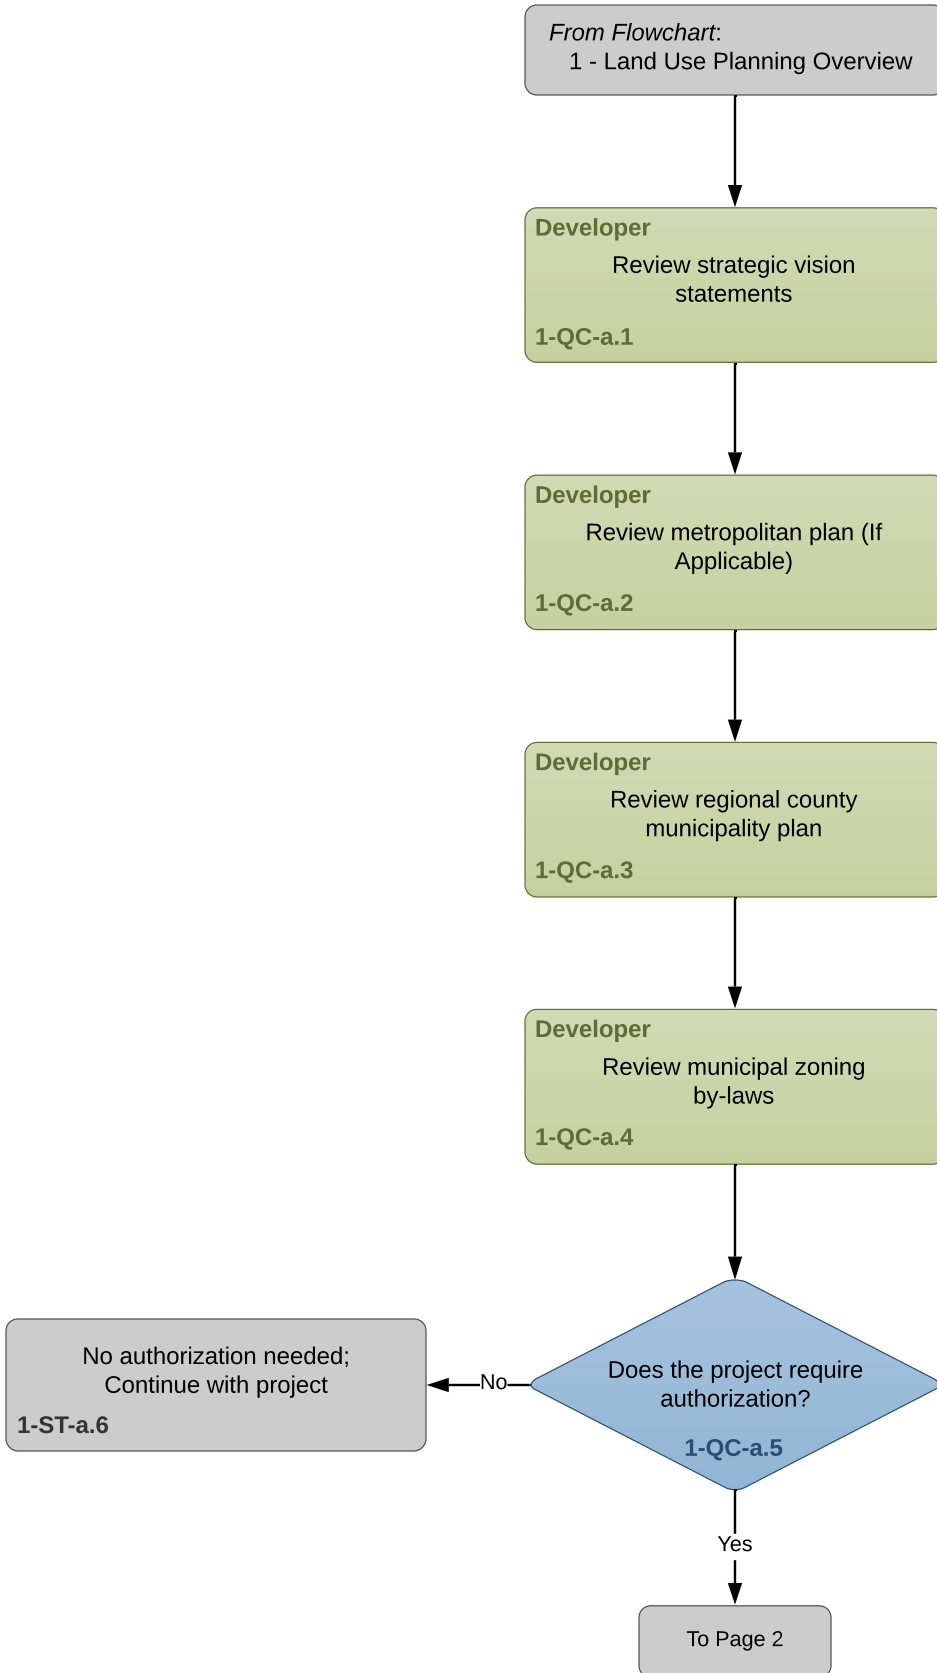 From Flowchart:
1 - Land Use Planning Overview
Developer
Review strategic vision
statements
1-QC-a.1
Developer
Review metropolitan plan (If
Applicable)
1-QC-a.2
Developer
Review regional county
municipality plan
1-QC-a.3
Developer
Review municipal zoning
by-laws
1-QC-a.4
Does the project require
authorization?
1-QC-a.5
No
No authorization needed;
Continue with project
1-ST-a.6
Yes
To Page 2